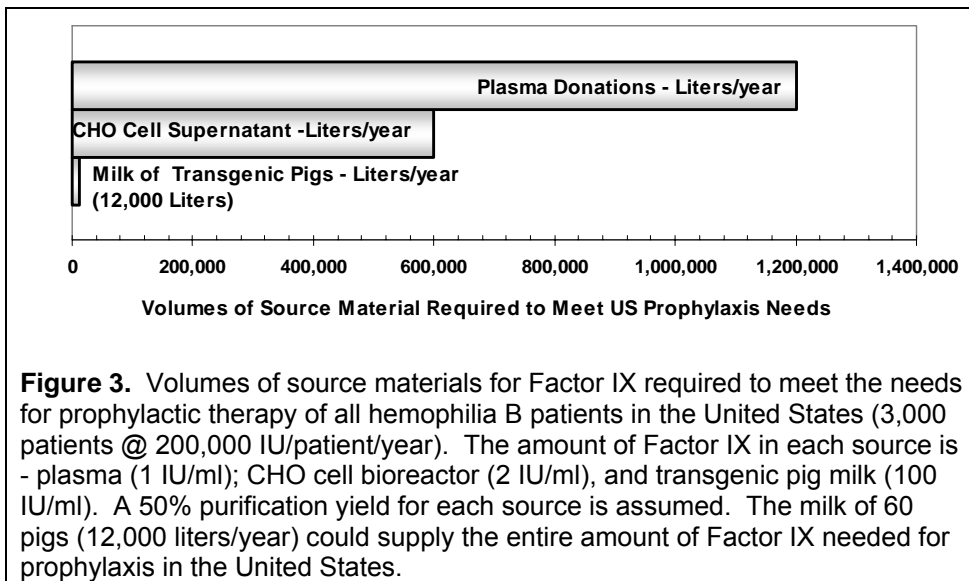 Plasma Donations - Liters/year
CHO Cell Supernatant -Liters/year
Milk of Transgenic Pigs - Liters/year
(12,000 Liters)
0 200,000 400,000 600,000 800,000 1,000,000 1,200,000 1,400,000
Volumes of Source Material Required to Meet US Prophylaxis Needs
Figure 3. Volumes of source materials for Factor IX required to meet the needs
for prophylactic therapy of all hemophilia B patients in the United States (3,000
patients @ 200,000 IU/patient/year). The amount of Factor IX in each source is
- plasma (1 IU/ml); CHO cell bioreactor (2 IU/ml), and transgenic pig milk (100
IU/ml). A 50% purification yield for each source is assumed. The milk of 60
pigs (12,000 liters/year) could supply the entire amount of Factor IX needed for
prophylaxis in the United States.